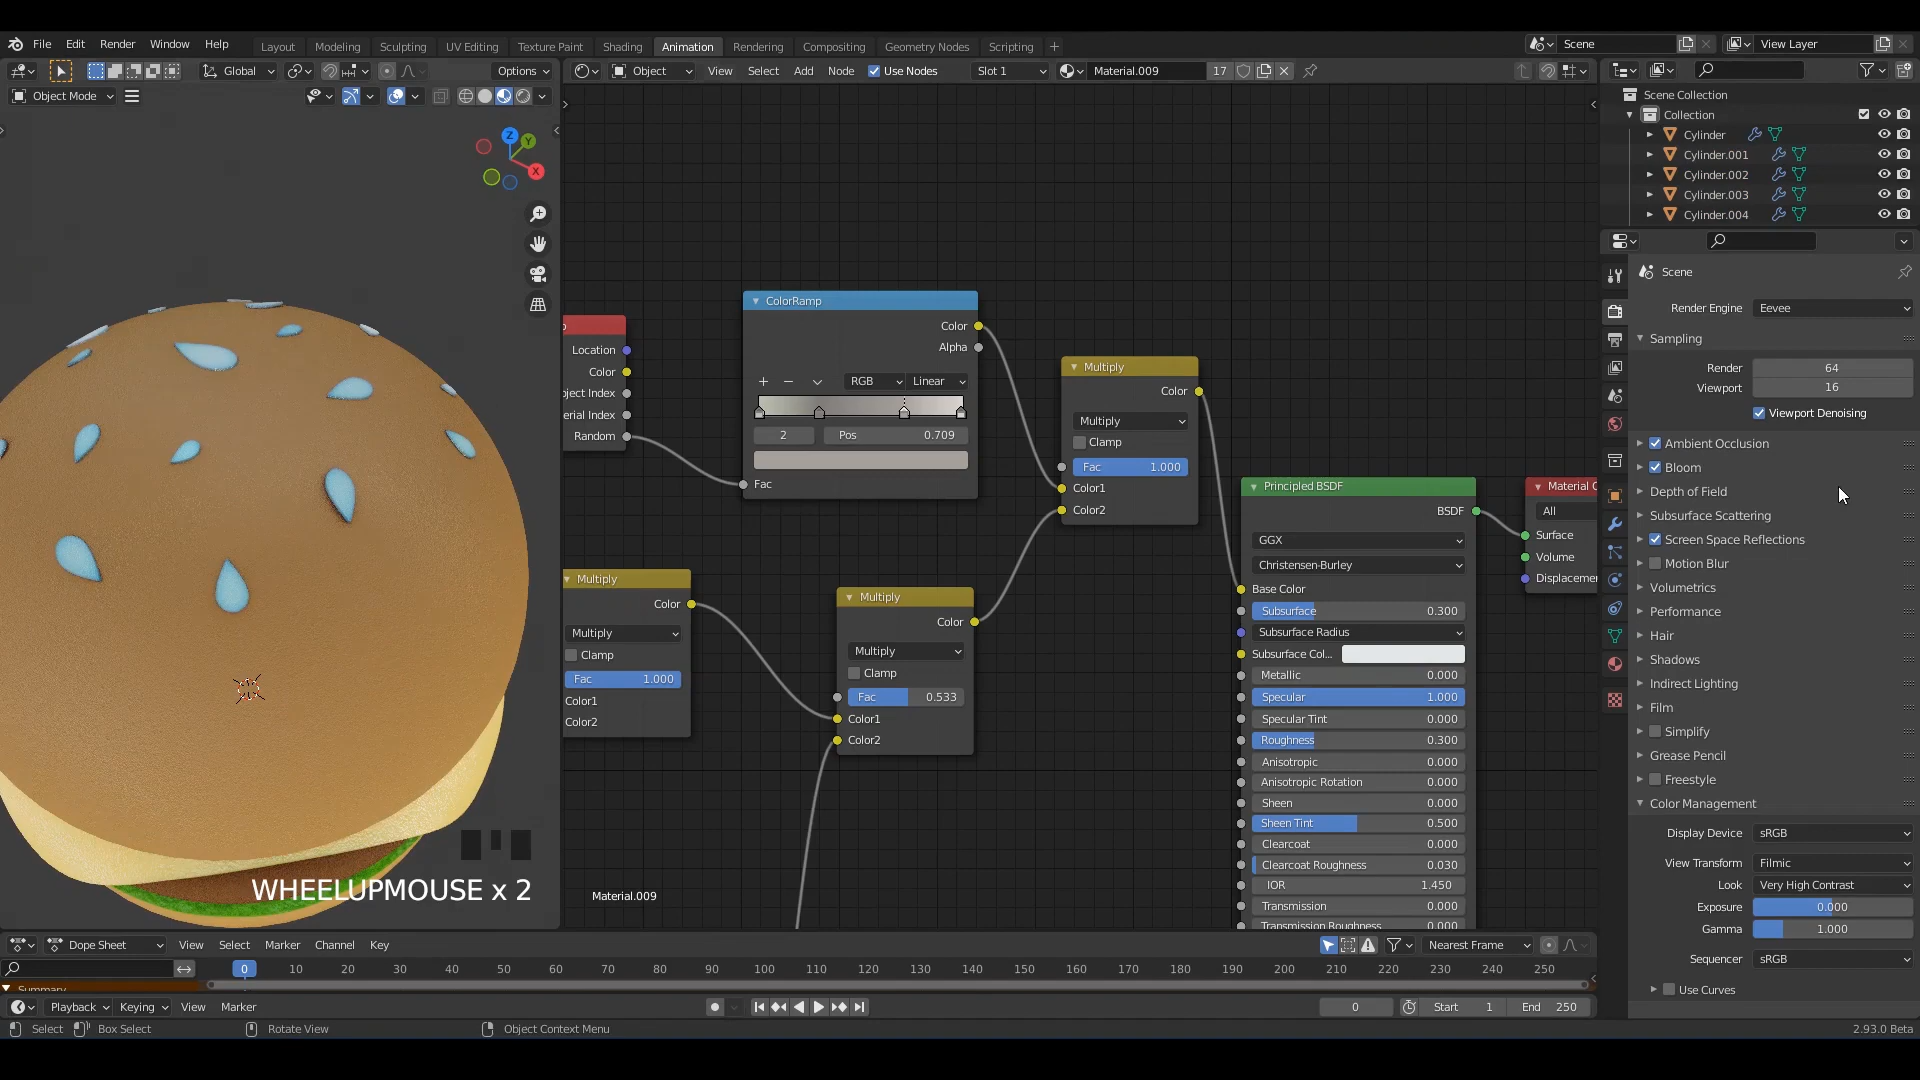 File Edit Render Window Help Layout Modeling Sculpting UV Editing Texture Paint Shading Animation Rendering Compositing Geometry Nodes Scripting + Scene View Layer
Global Options Object View Select Add Node Use Nodes Slot 1 Material.009 17
Object Mode
Scene Collection
Collection
Cylinder
Cylinder.001
Cylinder.002
Cylinder.003
Cylinder.004
Z
Y
X
Location
Color
ject Index
erial Index
Random
ColorRamp
Color
Alpha
RGB Linear
2 Pos 0.709
Fac
Multiply
Color
Multiply
Clamp
Fac 1.000
Color1
Color2
Multiply
Color
Multiply
Clamp
Fac 1.000
Color1
Color2
Multiply
Color
Multiply
Clamp
Fac 0.533
Color1
Color2
Principled BSDF
BSDF
GGX
Christensen-Burley
Base Color
Subsurface 0.300
Subsurface Radius
Subsurface Col...
Metallic 0.000
Specular 1.000
Specular Tint 0.000
Roughness 0.300
Anisotropic 0.000
Anisotropic Rotation 0.000
Sheen 0.000
Sheen Tint 0.500
Clearcoat 0.000
Clearcoat Roughness 0.030
IOR 1.450
Transmission 0.000
Transmission Roughness 0.000
Material O
All
Surface
Volume
Displacemen
Material.009
WHEELUPMOUSE x 2
Scene
Render Engine Eevee
Sampling
Render 64
Viewport 16
Viewport Denoising
Ambient Occlusion
Bloom
Depth of Field
Subsurface Scattering
Screen Space Reflections
Motion Blur
Volumetrics
Performance
Hair
Shadows
Indirect Lighting
Film
Simplify
Grease Pencil
Freestyle
Color Management
Display Device sRGB
View Transform Filmic
Look Very High Contrast
Exposure 0.000
Gamma 1.000
Sequencer sRGB
Use Curves
Dope Sheet View Select Marker Channel Key Nearest Frame
0 10 20 30 40 50 60 70 80 90 100 110 120 130 140 150 160 170 180 190 200 210 220 230 240 250
Summary
Playback Keying View Marker 0 Start 1 End 250
Select Box Select Rotate View Object Context Menu 2.93.0 Beta